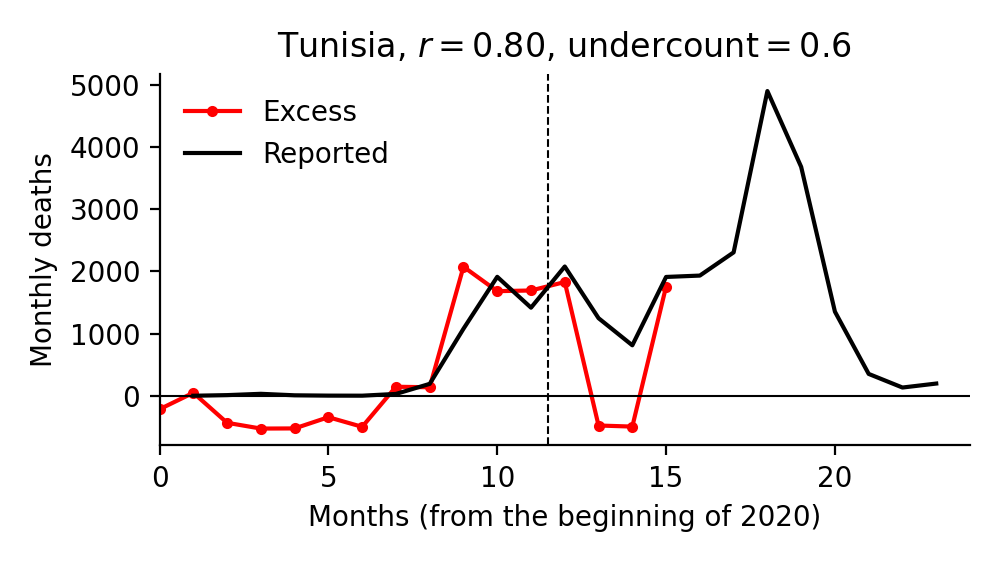 Tunisia, r = 0.80, undercount = 0.6
5000
4000
3000
2000
1000
0
Monthly deaths
Excess
Reported
0 5 10 15 20
Months (from the beginning of 2020)